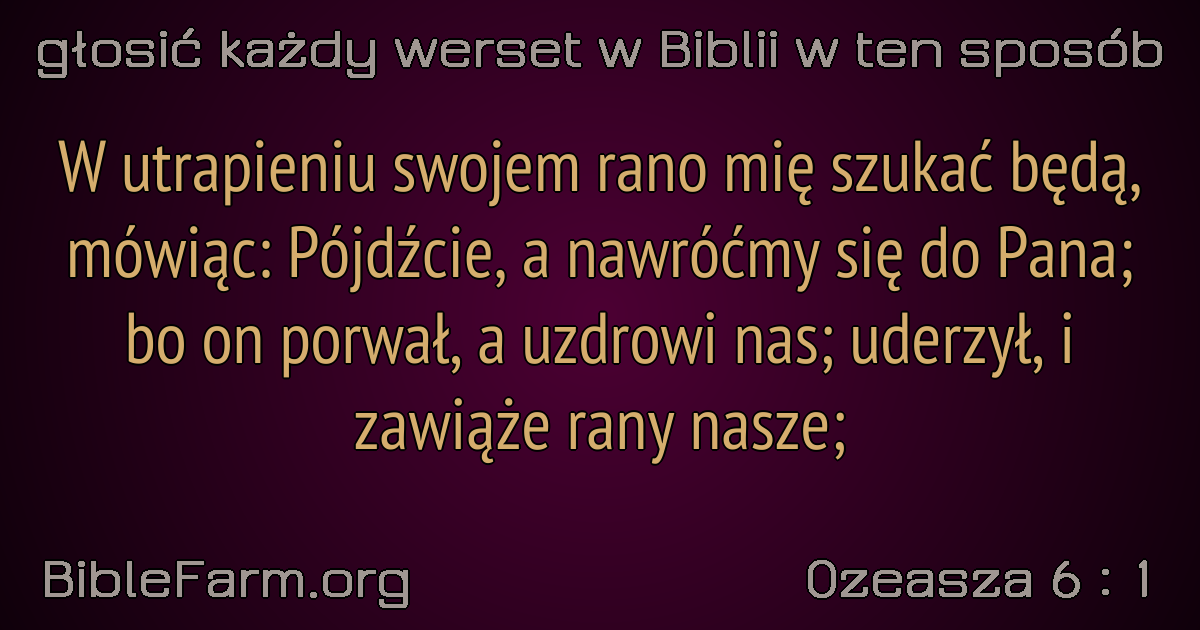 głosić każdy werset w Biblii w ten sposób
W utrapieniu swojem rano mię szukać będą,
mówiąc: Pójdźcie, a nawróćmy się do Pana;
bo on porwał, a uzdrowi nas; uderzył, i
zawiąże rany nasze;
BibleFarm.org
Ozeasza 6 : 1